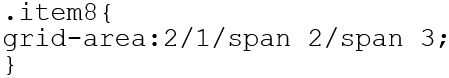 .item8{
grid-area:2/1/span 2/span 3;
}